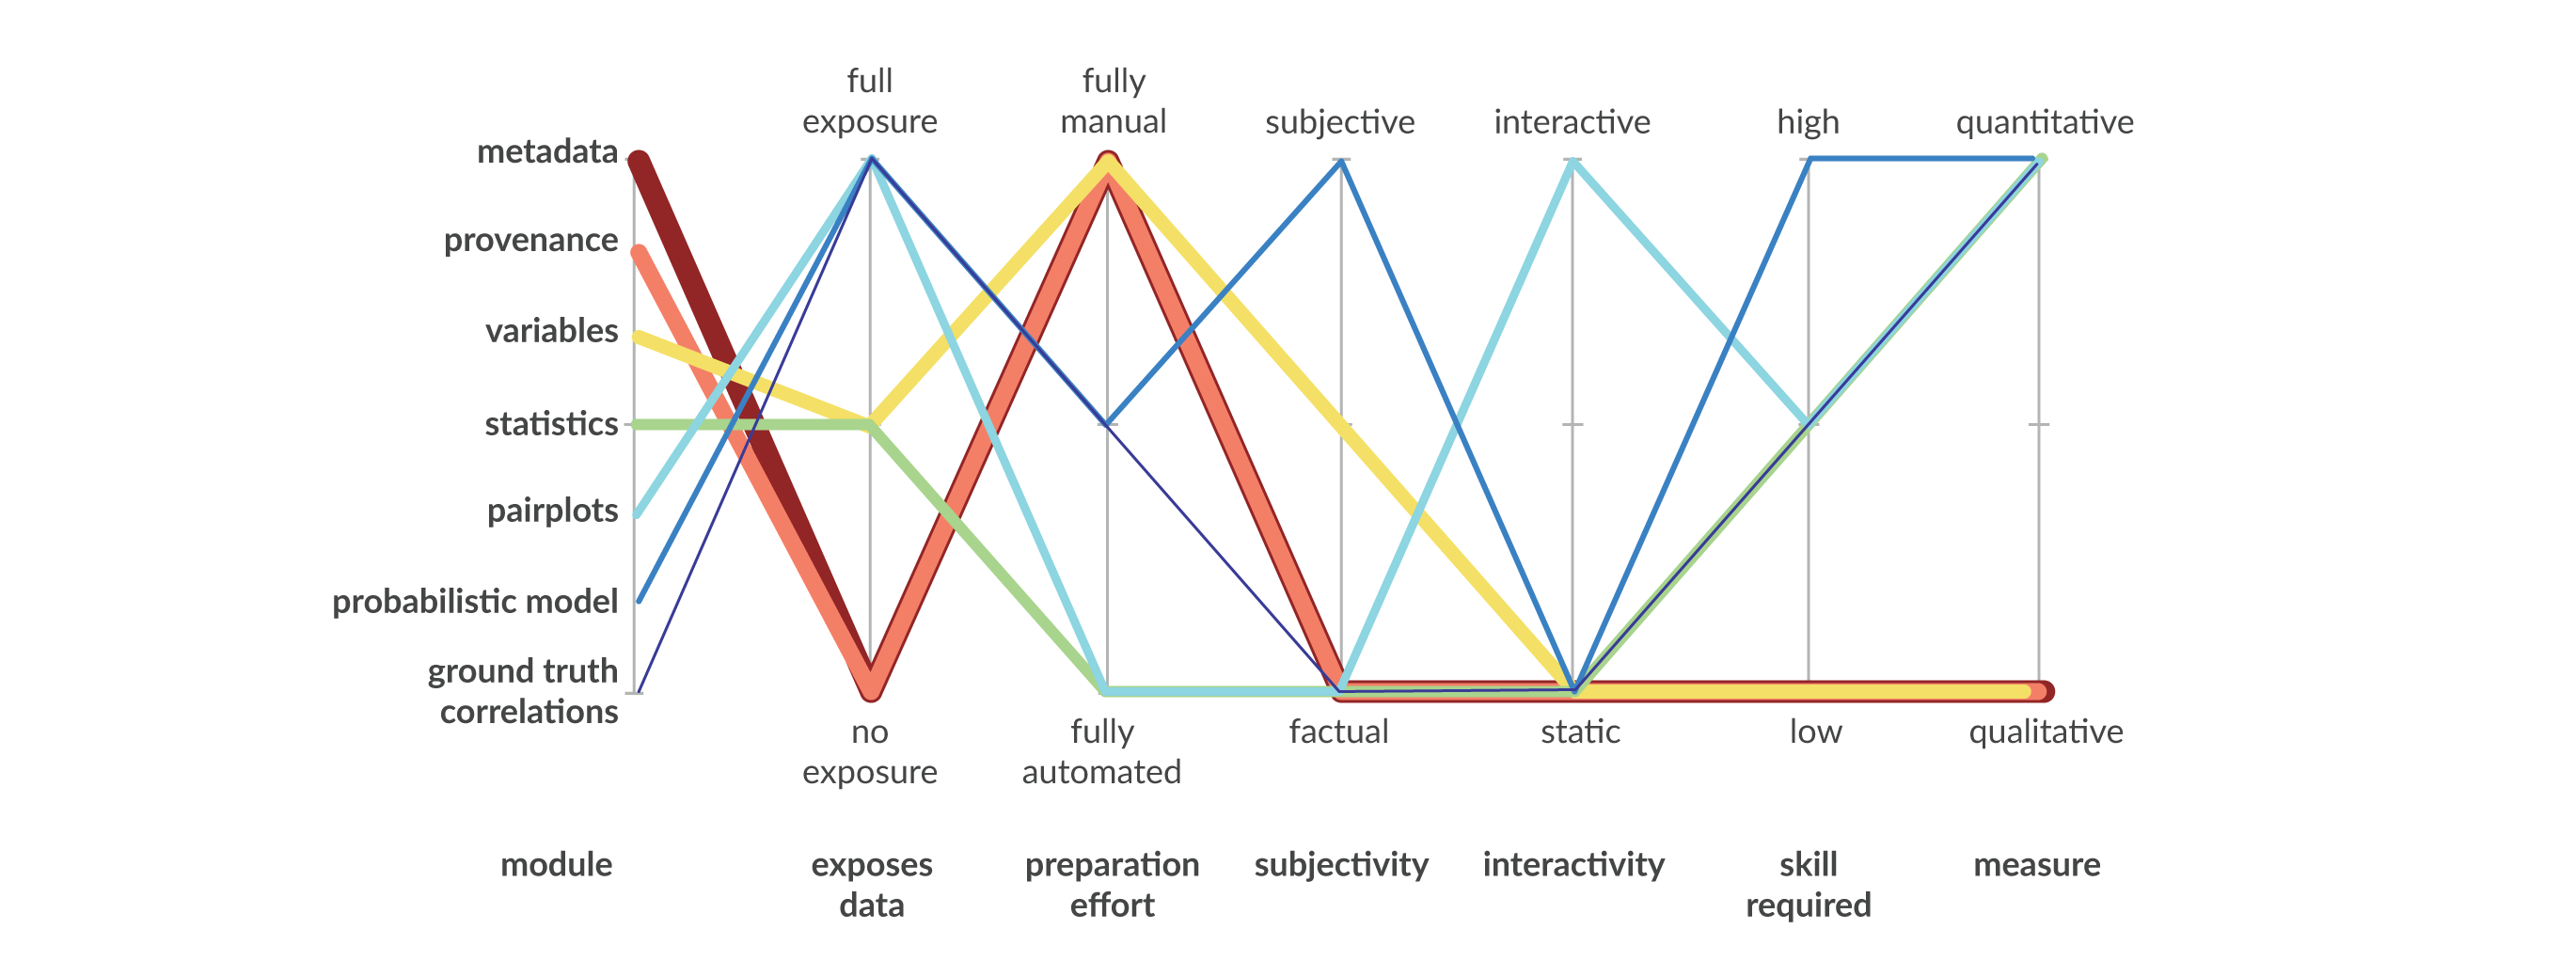 full
exposure
fully
manual
subjective
interactive
high
quantitative
metadata
provenance
variables
statistics
pairplots
probabilistic model
ground truth
correlations
no
exposure
fully
automated
factual
static
low
qualitative
module
exposes
data
preparation
effort
subjectivity
interactivity
skill
required
measure